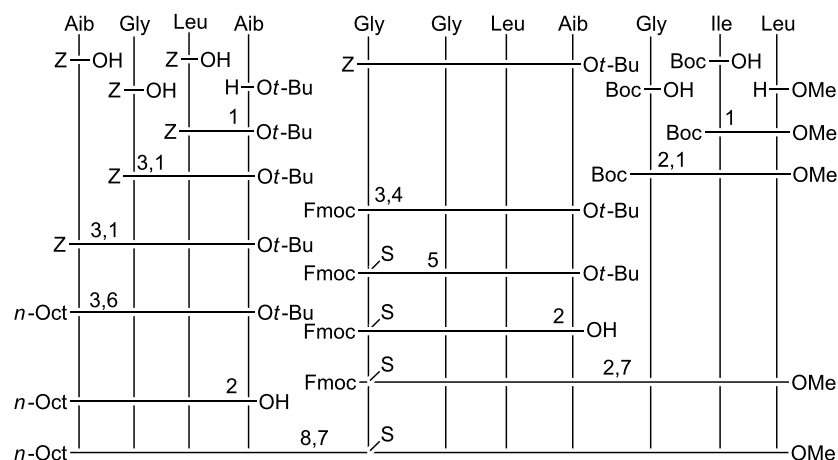 Aib Gly Leu Aib Gly Gly Leu Aib Gly Ile Leu
Z OH Z OH Z Ot-Bu Boc OH
Z OH H Ot-Bu Boc OH H OMe
Z 1 Ot-Bu Boc 1 OMe
Z 3,1 Ot-Bu Boc 2,1 OMe
Fmoc 3,4 Ot-Bu
Z 3,1 Ot-Bu
Fmoc S 5 Ot-Bu
n-Oct 3,6 Ot-Bu
Fmoc S 2 OH
Fmoc S 2,7 OMe
n-Oct 2 OH
n-Oct 8,7 S OMe